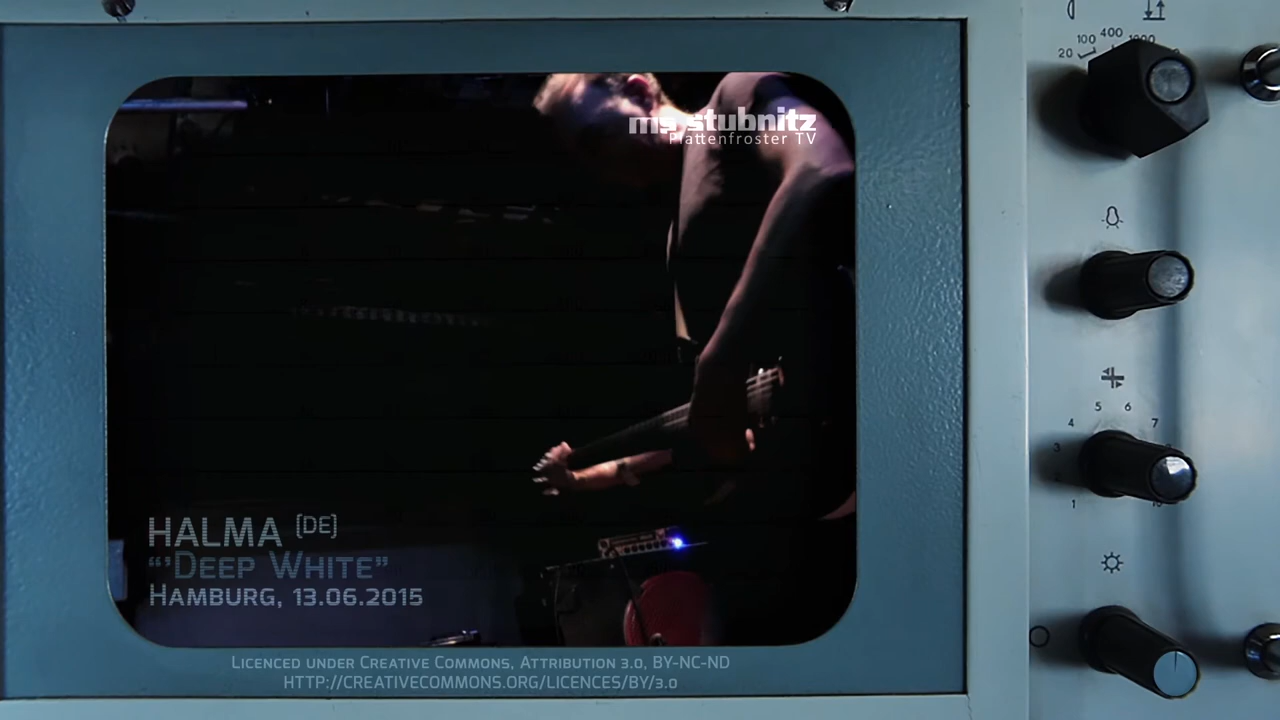 20 100 400 1000
ms stubnitz
Plattenfroster TV
4 5 6 7
3
1 10
HALMA [DE]
“'DEEP WHITE”
HAMBURG, 13.06.2015
LICENCED UNDER CREATIVE COMMONS, ATTRIBUTION 3.0, BY-NC-ND
HTTP://CREATIVECOMMONS.ORG/LICENCES/BY/3.0